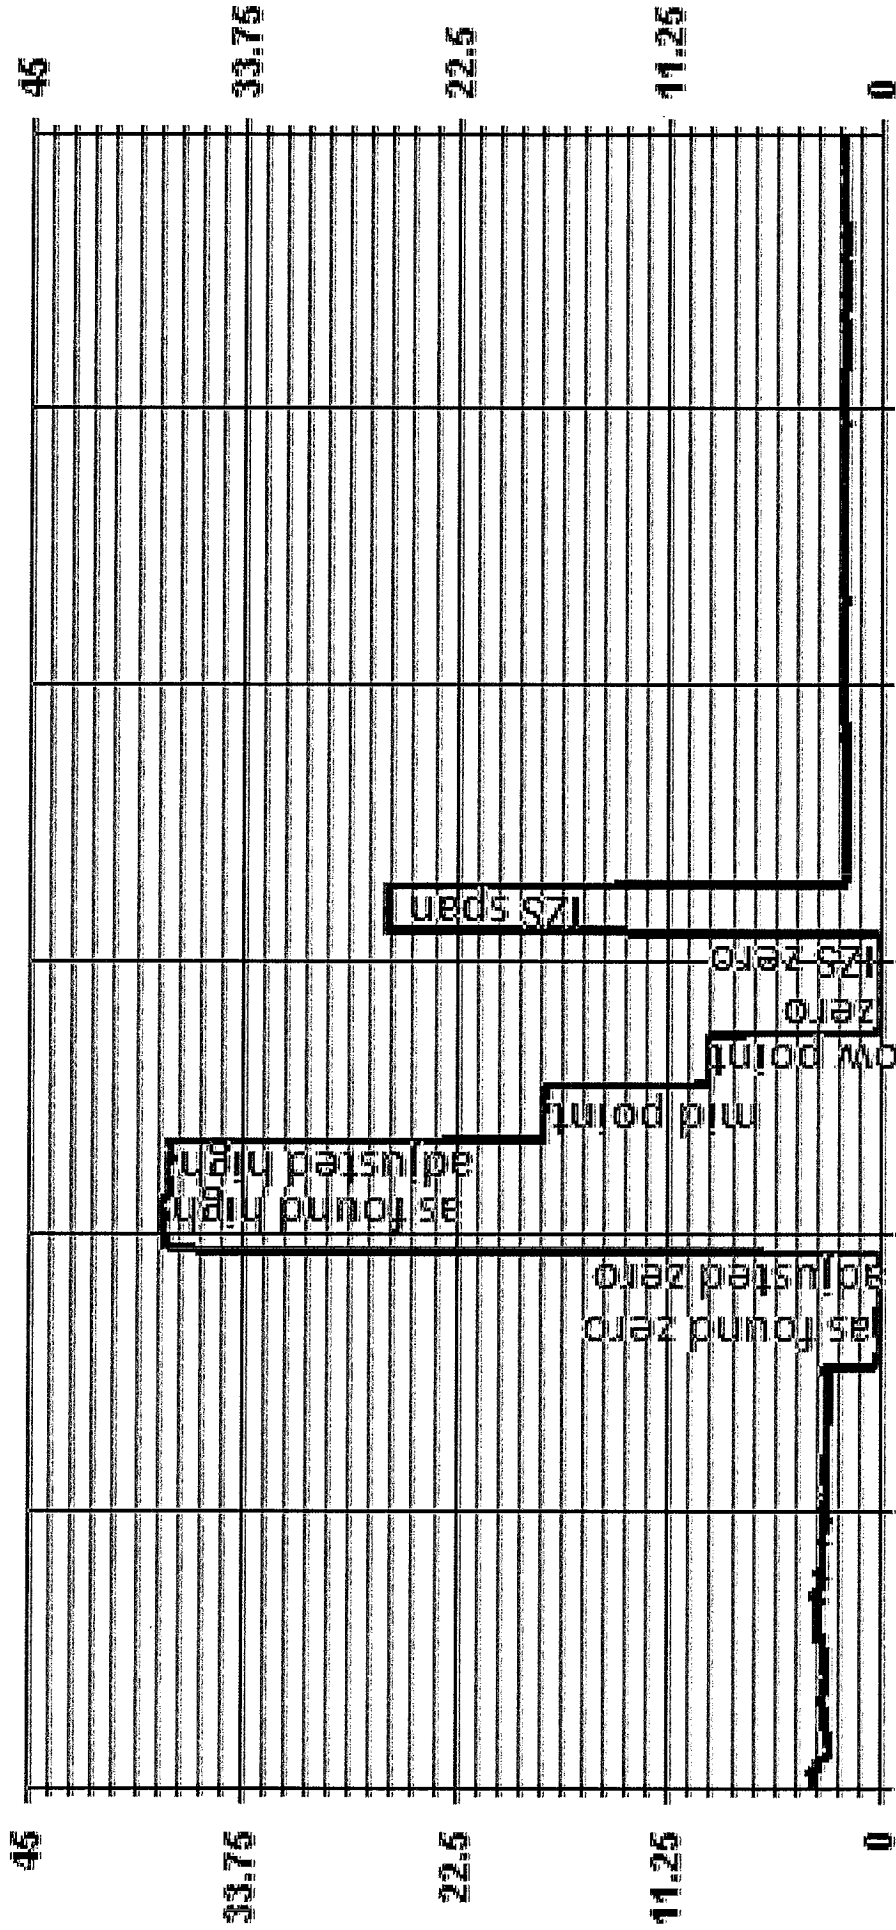 45
33.75
22.5
11.25
0
as found zero
adjusted zero
as found high
adjusted high
mid point
ow point
zero
IZS zero
IZS span
45
33.75
22.5
11.25
0